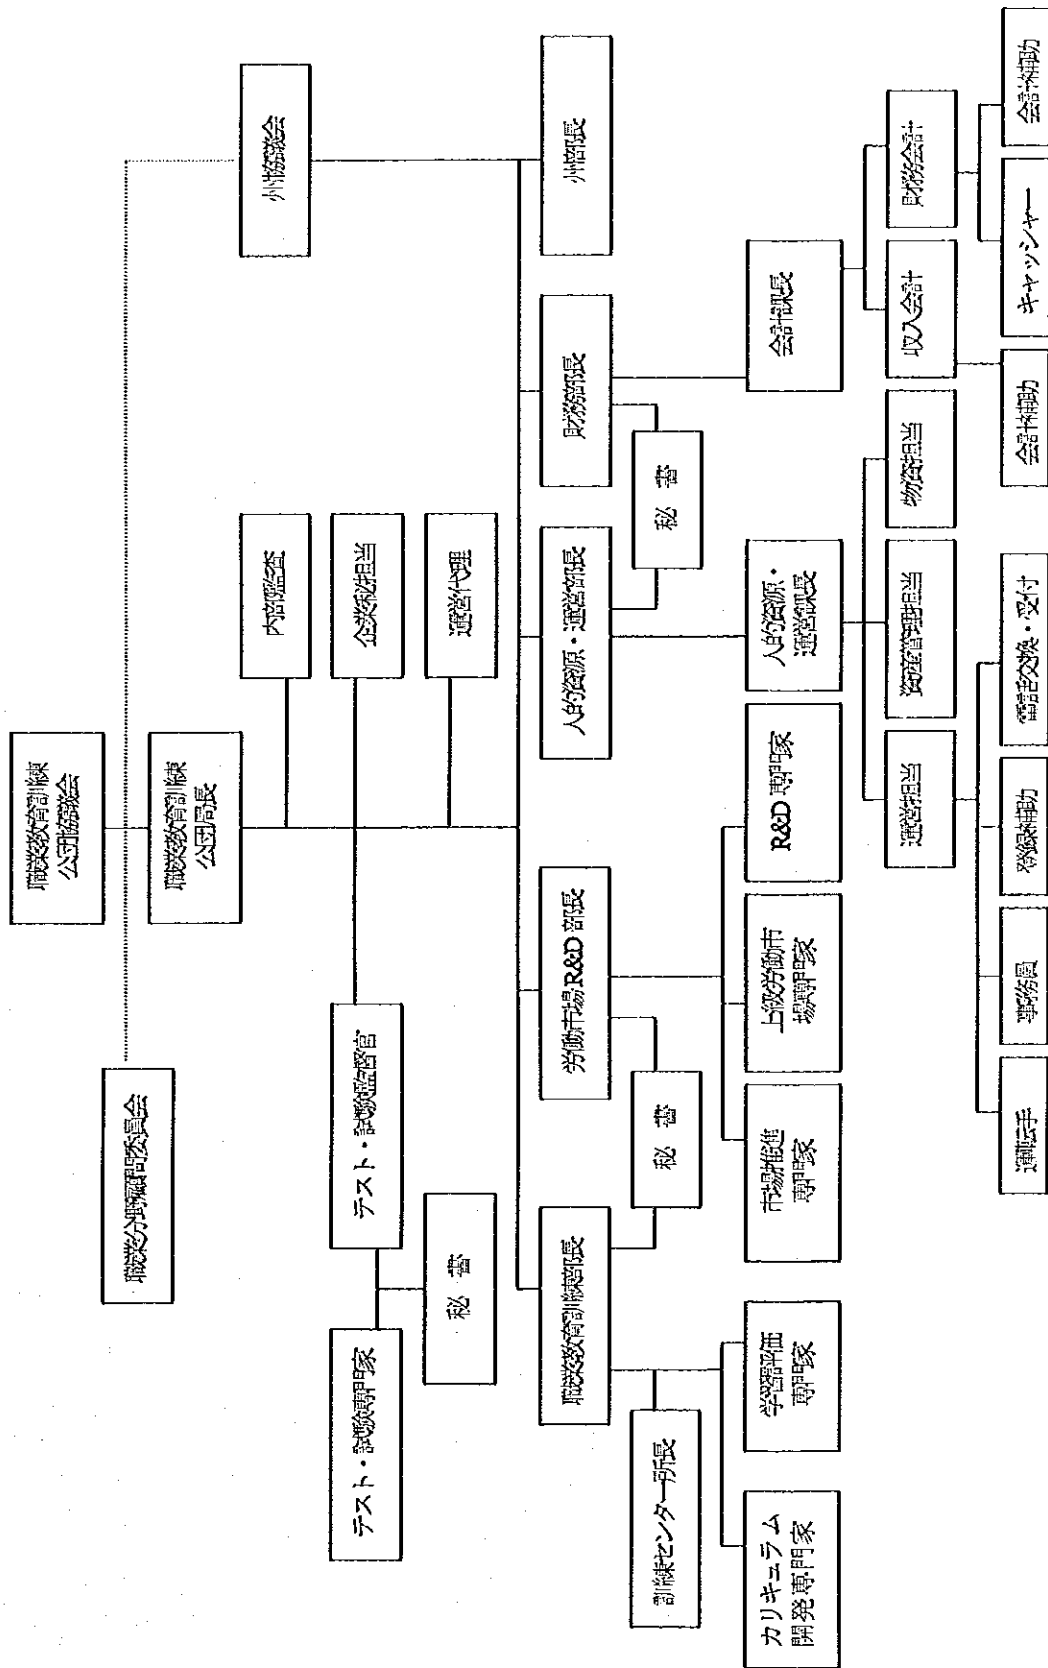 職業教育訓練
公団協議会
職業分野顧問委員会
職業教育訓練
公団局長
州協議会
内部監査
テスト・試験専門家
テスト・試験監督官
企業税担当
秘 書
運営代理
職業教育訓練部長
労働市場R&D部長
人的資源・運営部長
財務部長
州部長
訓練センター所長
秘 書
秘 書
カリキュラム
開発専門家
学習評価
専門家
市場推進
専門家
上級労働市
場専門家
R&D 専門家
人的資源・
運営課長
会計課長
運営担当
資産管理担当
物資担当
収入会計
財務会計
運転手
事務員
登録補助
電話交換・受付
会計補助
キャッシャー
会計補助